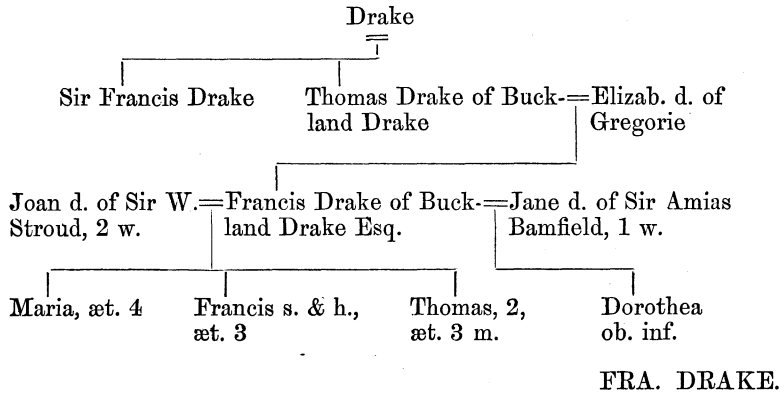 Drake
Sir Francis Drake Thomas Drake of Buck-=Elizab. d. of
land Drake Gregorie
Joan d. of Sir W.=Francis Drake of Buck-=Jane d. of Sir Amias
Stroud, 2 w. land Drake Esq. Bamfield, 1 w.
Maria, æt. 4 Francis s. & h., Thomas, 2, Dorothea
æt. 3 æt. 3 m. ob. inf.
FRA. DRAKE.